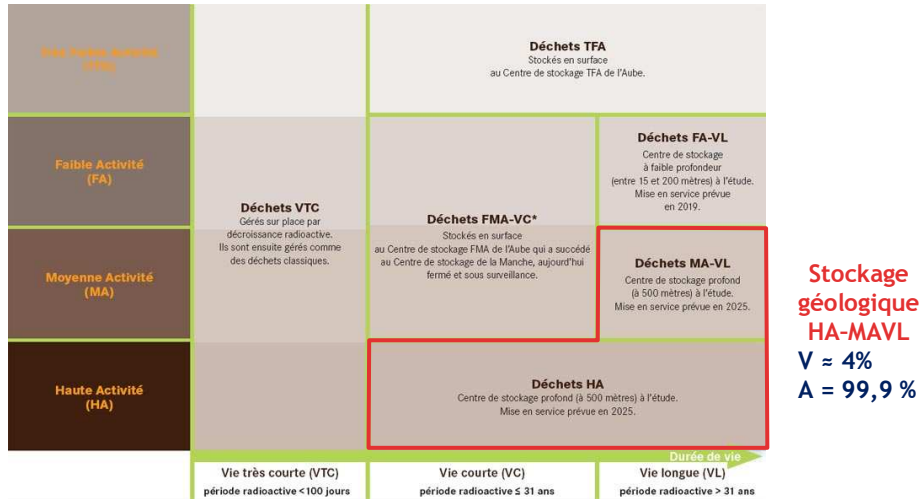 Très Faible Activité
(TFA)
Déchets TFA
Stockés en surface
au Centre de stockage TFA de l'Aube.
Faible Activité
(FA)
Déchets VTC
Gérés sur place par
décroissance radioactive.
Ils sont ensuite gérés comme
des déchets classiques.
Déchets FMA-VC*
Stockés en surface
au Centre de stockage FMA de l'Aube qui a succédé
au Centre de stockage de la Manche, aujourd'hui
fermé et sous surveillance.
Déchets FA-VL
Centre de stockage
à faible profondeur
(entre 15 et 200 mètres) à l'étude.
Mise en service prévue
en 2019.
Moyenne Activité
(MA)
Déchets MA-VL
Centre de stockage profond
(à 500 mètres) à l'étude.
Mise en service prévue en 2025.
Haute Activité
(HA)
Déchets HA
Centre de stockage profond (à 500 mètres) à l'étude.
Mise en service prévue en 2025.
Stockage
géologique
HA-MAVL
V ≈ 4%
A = 99,9 %
Durée de vie
Vie très courte (VTC)
période radioactive <100 jours
Vie courte (VC)
période radioactive ≤ 31 ans
Vie longue (VL)
période radioactive > 31 ans